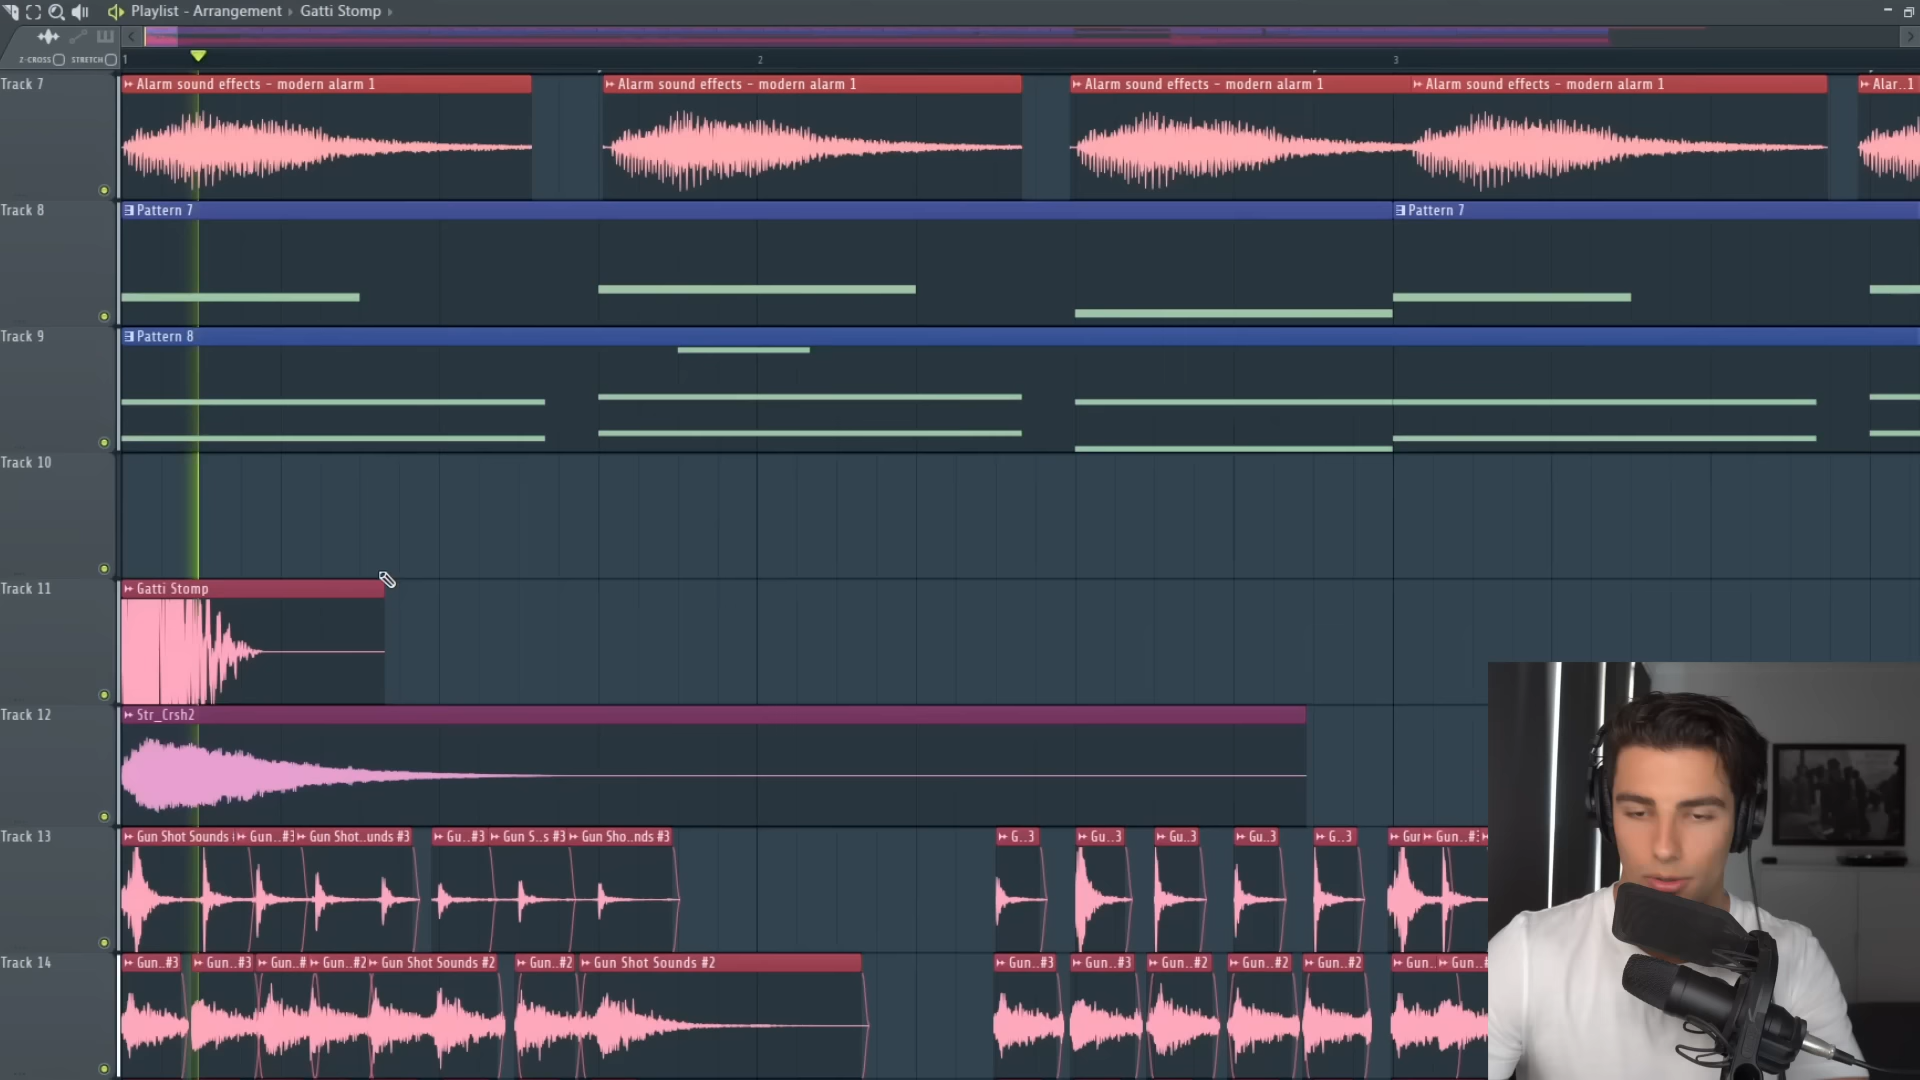 Playlist - Arrangement › Gatti Stomp ›
Z-CROSS STRETCH
1 2 3
Track 7
Alarm sound effects - modern alarm 1 Alarm sound effects - modern alarm 1 Alarm sound effects - modern alarm 1 Alarm sound effects - modern alarm 1 Alar..1
Track 8
Pattern 7 Pattern 7
Track 9
Pattern 8
Track 10
Track 11
Gatti Stomp
Track 12
Str_Crsh2
Track 13
Gun Shot Sounds Gun..#3 Gun Shot..unds #3 Gu..#3 Gun S..s #3 Gun Sho..nds #3 G..3 Gu..3 Gu..3 Gu..3 G..3 Gun Gun..#3
Track 14
Gun..#3 Gun..#3 Gun..# Gun..#2 Gun Shot Sounds #2 Gun..#2 Gun Shot Sounds #2 Gun..#3 Gun..#3 Gun..#2 Gun..#2 Gun..#2 Gun.. Gun..#